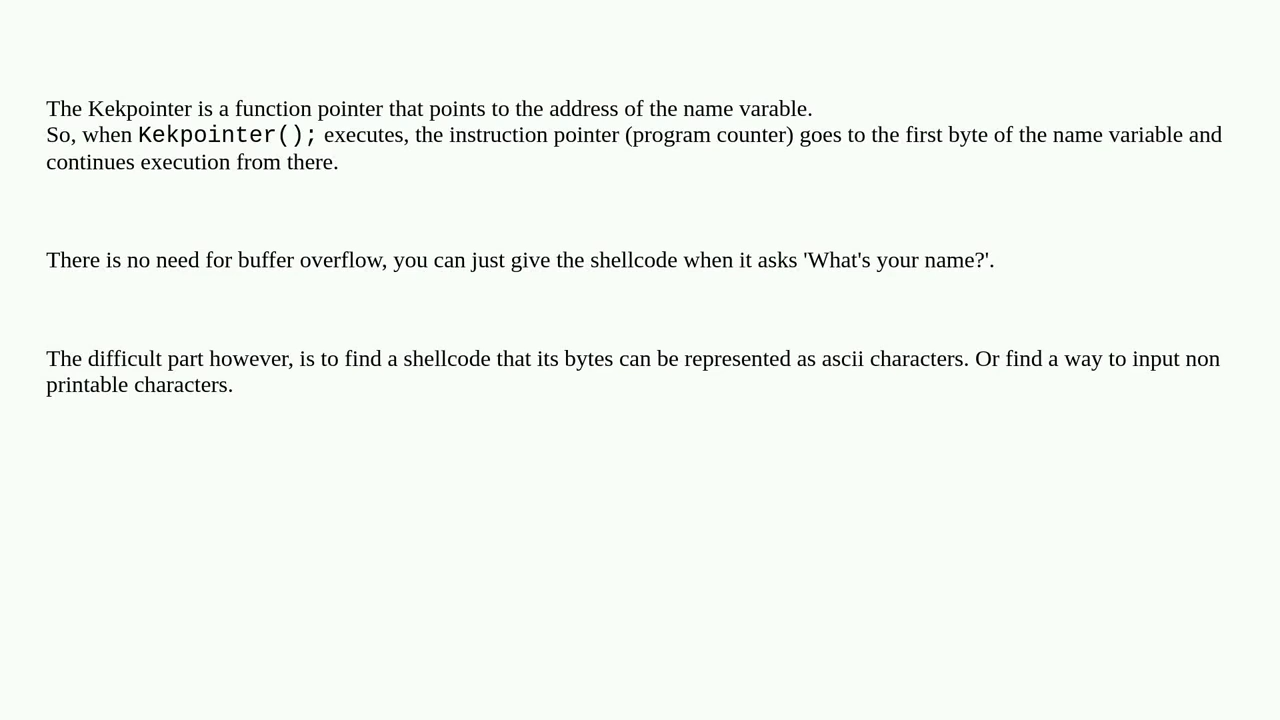 The Kekpointer is a function pointer that points to the address of the name varable.
So, when Kekpointer(); executes, the instruction pointer (program counter) goes to the first byte of the name variable and
continues execution from there.
There is no need for buffer overflow, you can just give the shellcode when it asks 'What's your name?'.
The difficult part however, is to find a shellcode that its bytes can be represented as ascii characters. Or find a way to input non
printable characters.